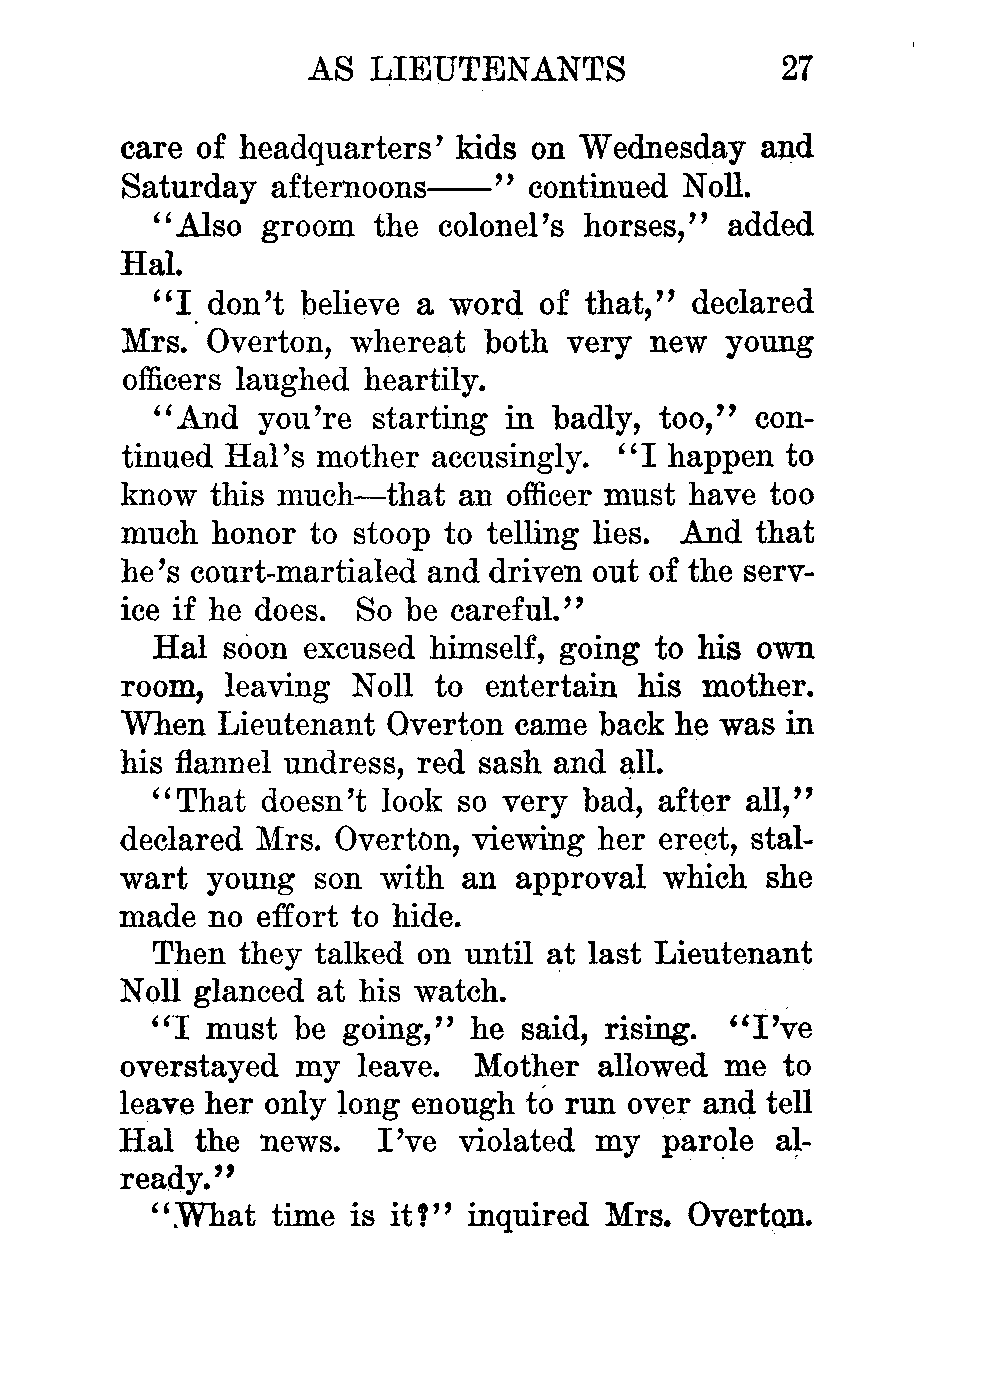 AS LIEUTENANTS 27
care of headquarters' kids on Wednesday and
Saturday afternoons——" continued Noll.
"Also groom the colonel's horses," added
Hal.
"I don't believe a word of that," declared
Mrs. Overton, whereat both very new young
officers laughed heartily.
"And you're starting in badly, too," con-
tinued Hal's mother accusingly. "I happen to
know this much—that an officer must have too
much honor to stoop to telling lies. And that
he's court-martialed and driven out of the serv-
ice if he does. So be careful."
Hal soon excused himself, going to his own
room, leaving Noll to entertain his mother.
When Lieutenant Overton came back he was in
his flannel undress, red sash and all.
"That doesn't look so very bad, after all,"
declared Mrs. Overton, viewing her erect, stal-
wart young son with an approval which she
made no effort to hide.
Then they talked on until at last Lieutenant
Noll glanced at his watch.
"I must be going," he said, rising. "I've
overstayed my leave. Mother allowed me to
leave her only long enough to run over and tell
Hal the news. I've violated my parole al-
ready."
"What time is it?" inquired Mrs. Overton.